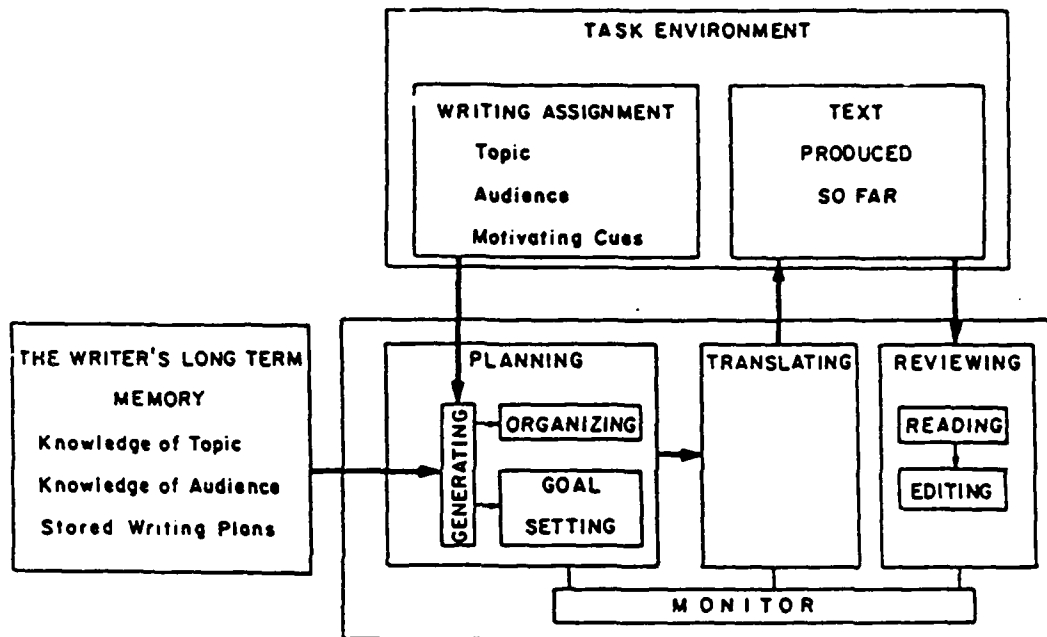 TASK ENVIRONMENT
WRITING ASSIGNMENT
Topic
Audience
Motivating Cues
TEXT
PRODUCED
SO FAR
THE WRITER'S LONG TERM
MEMORY
Knowledge of Topic
Knowledge of Audience
Stored Writing Plans
PLANNING
GENERATING
ORGANIZING
GOAL
SETTING
TRANSLATING
REVIEWING
READING
EDITING
MONITOR